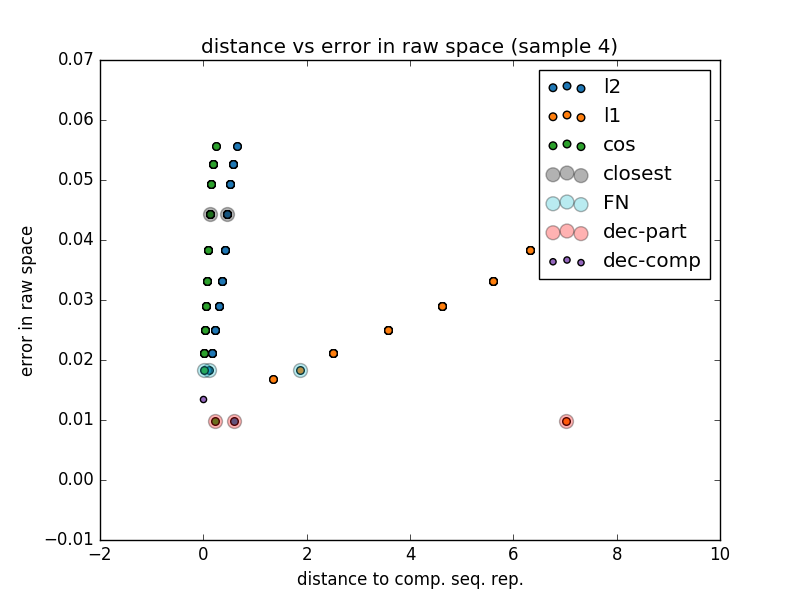 distance vs error in raw space (sample 4)
0.07
0.06
0.05
0.04
0.03
0.02
0.01
0.00
−0.01
error in raw space
l2
l1
cos
closest
FN
dec-part
dec-comp
−2
0
2
4
6
8
10
distance to comp. seq. rep.